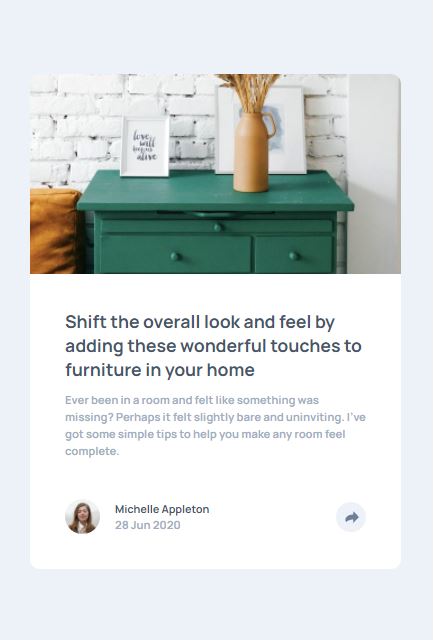 love
will
keep us
alive
Shift the overall look and feel by
adding these wonderful touches to
furniture in your home
Ever been in a room and felt like something was
missing? Perhaps it felt slightly bare and uninviting. I've
got some simple tips to help you make any room feel
complete.
Michelle Appleton
28 Jun 2020